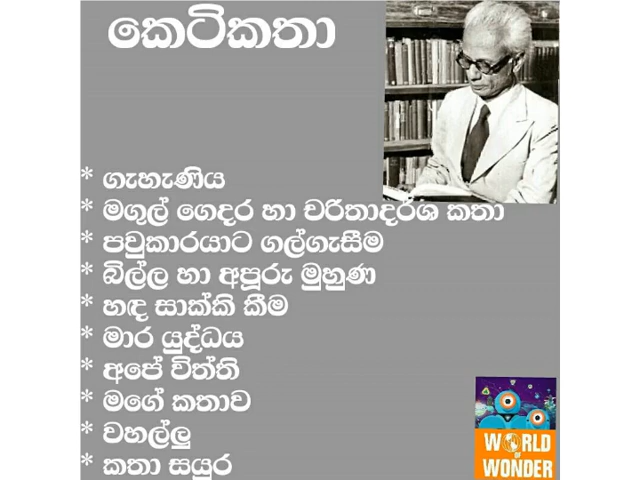 කෙටිකතා
* ගැහැණිය
* මගුල් ගෙදර හා චරිතාදර්ශ කතා
* පව්කාරයාට ගල්ගැසීම
* බිල්ල හා අපූරු මුහුණ
* හඳ සාක්කි කීම
* මාර යුද්ධය
* අපේ විත්ති
* මගේ කතාව
* වහල්ලු
* කතා සයුර
WORLD
OF
WONDER